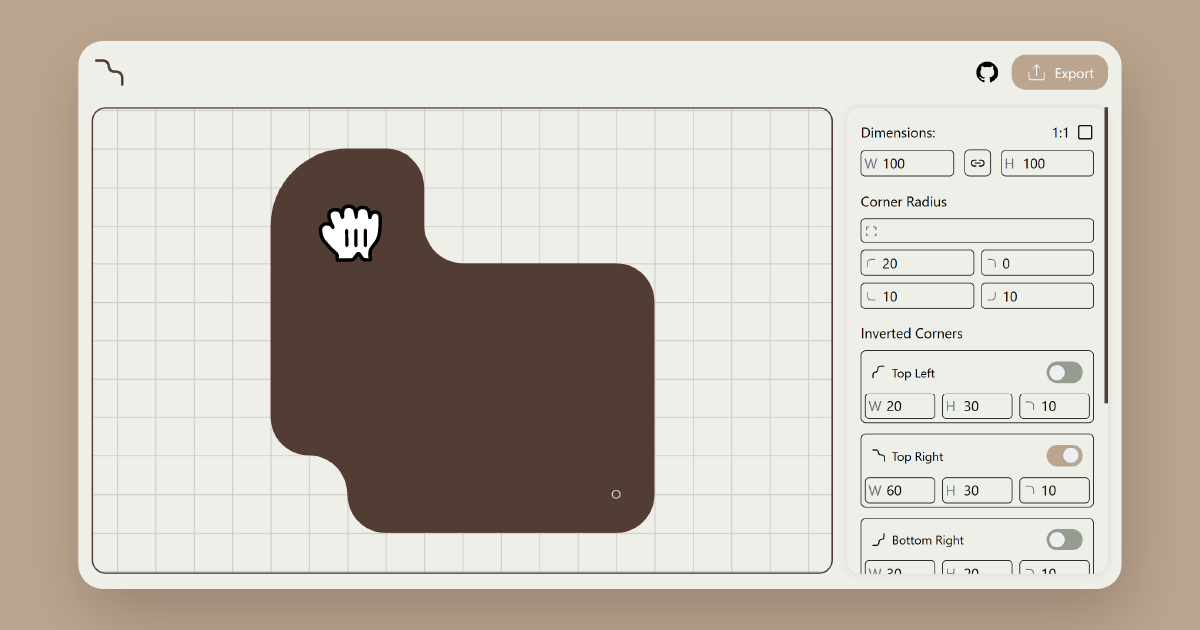 Export
Dimensions: 1:1
W 100 H 100
Corner Radius
20 0
10 10
Inverted Corners
Top Left
W 20 H 30 10
Top Right
W 60 H 30 10
Bottom Right
W 30 H 20 10